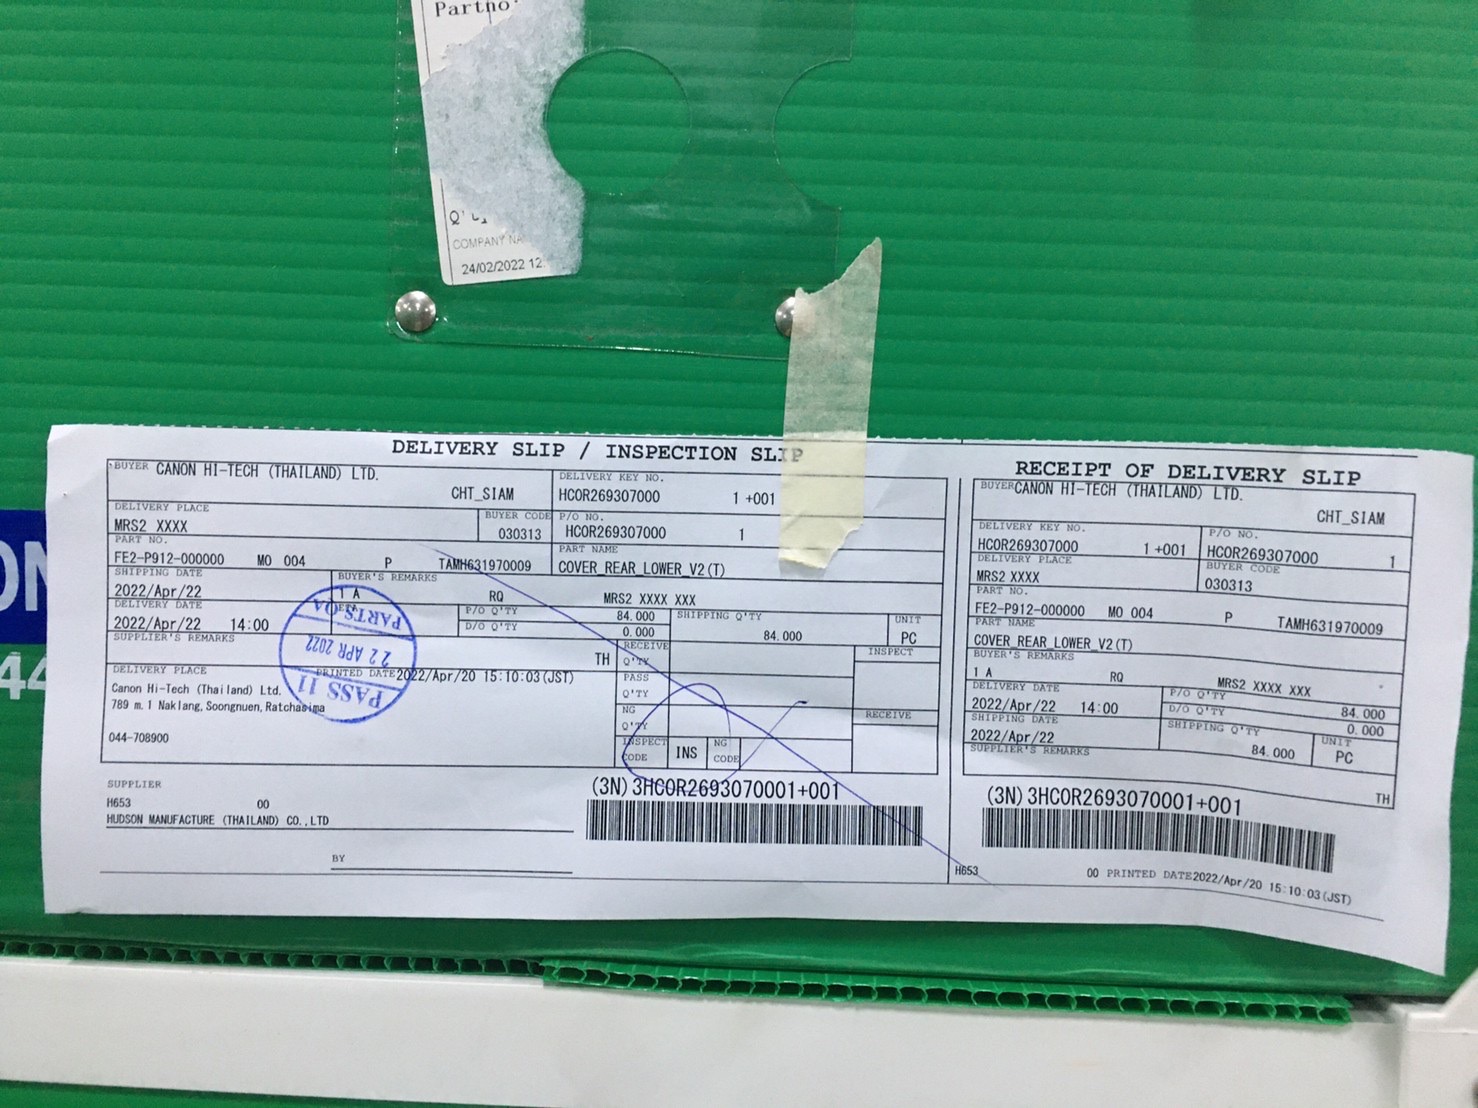 Partno
Q'
COMPANY NA
24/02/2022 12:
ON
44
DELIVERY SLIP / INSPECTION SLIP
BUYER CANON HI-TECH (THAILAND) LTD.
CHT_SIAM
DELIVERY KEY NO.
HCOR269307000 1 +001
DELIVERY PLACE
MRS2 XXXX
BUYER CODE
030313
P/O NO.
HCOR269307000 1
PART NO.
FE2-P912-000000 MO 004 P TAMH631970009
PART NAME
COVER_REAR_LOWER_V2(T)
SHIPPING DATE
2022/Apr/22
BUYER'S REMARKS
1 A RQ MRS2 XXXX XXX
DELIVERY DATE
2022/Apr/22 14:00
P/O Q'TY 84.000
D/O Q'TY 0.000
SHIPPING Q'TY
84.000
UNIT
PC
SUPPLIER'S REMARKS
TH
PARTS QA
22 APR 2022
PASS 11
RECEIVE
Q'TY
INSPECT
DELIVERY PLACE
PRINTED DATE 2022/Apr/20 15:10:03(JST)
PASS
Q'TY
Canon Hi-Tech (Thailand) Ltd.
789 m.1 Naklang, Soongnuen, Ratchasima
NG
Q'TY
RECEIVE
044-708900
INSPECT
CODE
INS
NG
CODE
SUPPLIER
H653 00
HUDSON MANUFACTURE (THAILAND) CO.,LTD
BY
(3N) 3HCOR2693070001+001
RECEIPT OF DELIVERY SLIP
BUYER CANON HI-TECH (THAILAND) LTD.
CHT_SIAM
DELIVERY KEY NO.
HCOR269307000 1 +001
P/O NO.
HCOR269307000 1
DELIVERY PLACE
MRS2 XXXX
BUYER CODE
030313
PART NO.
FE2-P912-000000 MO 004 P TAMH631970009
PART NAME
COVER_REAR_LOWER_V2(T)
BUYER'S REMARKS
1 A RQ MRS2 XXXX XXX
DELIVERY DATE
2022/Apr/22 14:00
P/O Q'TY 84.000
D/O Q'TY 0.000
SHIPPING DATE
2022/Apr/22
SHIPPING Q'TY
84.000
UNIT
PC
SUPPLIER'S REMARKS
TH
(3N) 3HCOR2693070001+001
H653 00 PRINTED DATE 2022/Apr/20 15:10:03(JST)